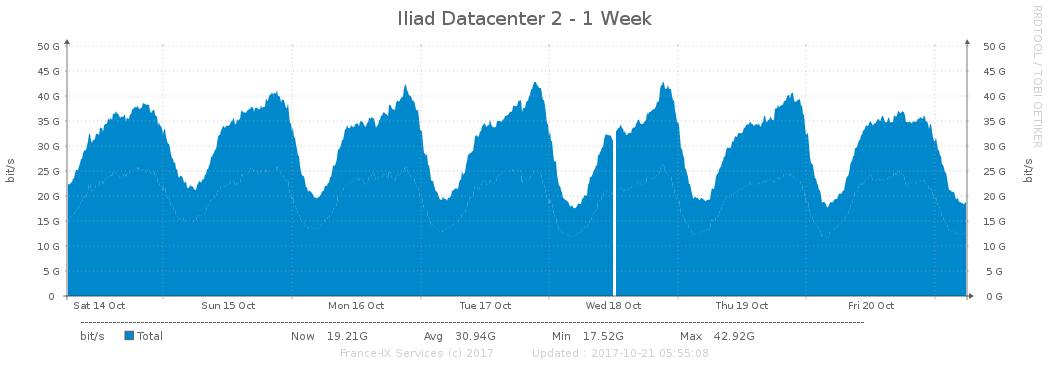 Iliad Datacenter 2 - 1 Week
RRDTOOL / TOBI OETIKER
bit/s
50 G 50 G
45 G 45 G
40 G 40 G
35 G 35 G
30 G 30 G
25 G 25 G
20 G 20 G
15 G 15 G
10 G 10 G
5 G 5 G
0 0 G
bit/s
Sat 14 Oct Sun 15 Oct Mon 16 Oct Tue 17 Oct Wed 18 Oct Thu 19 Oct Fri 20 Oct
bit/s Total Now 19.21G Avg 30.94G Min 17.52G Max 42.92G
France-IX Services (c) 2017 Updated : 2017-10-21 05:55:08